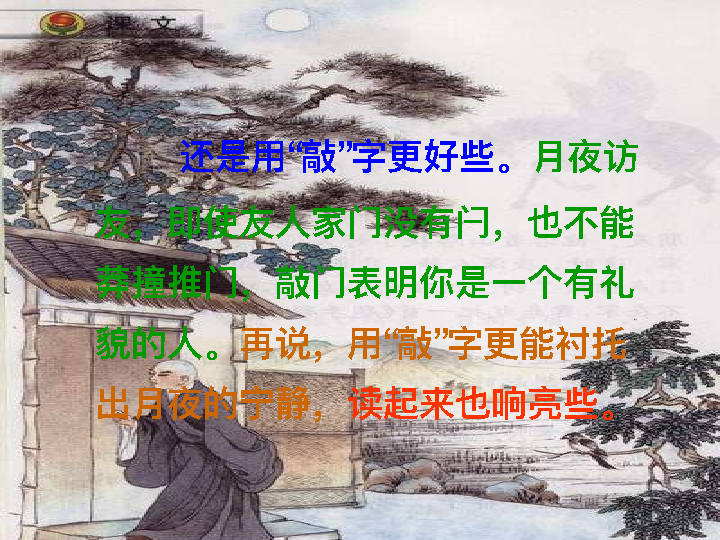 课 文
还是用“敲”字更好些。月夜访
友，即使友人家门没有闩，也不能
莽撞推门，敲门表明你是一个有礼
貌的人。再说，用“敲”字更能衬托
出月夜的宁静，读起来也响亮些。